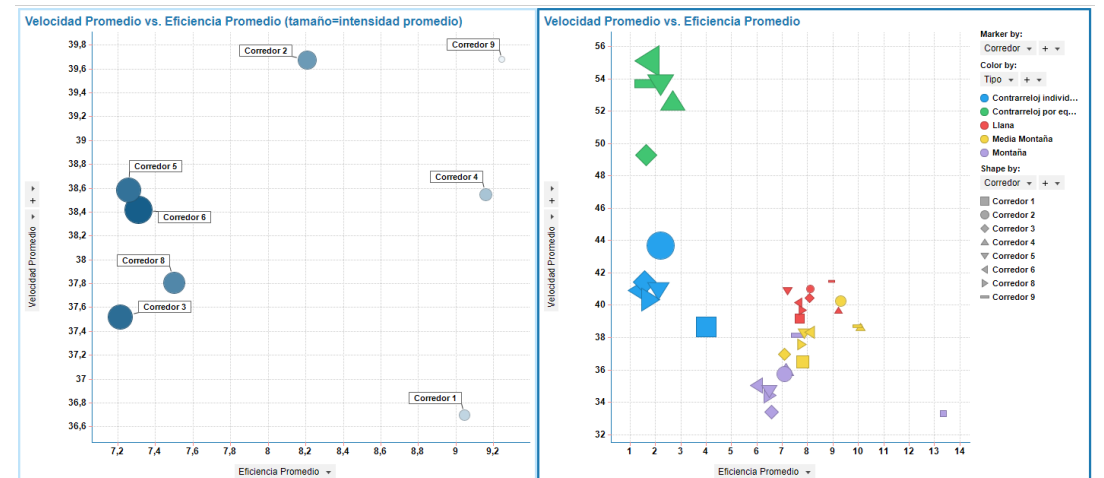 Velocidad Promedio vs. Eficiencia Promedio (tamaño=intensidad promedio)
39,8
39,6
39,4
39,2
39
38,8
38,6
38,4
38,2
38
37,8
37,6
37,4
37,2
37
36,8
36,6
Velocidad Promedio
Corredor 2
Corredor 9
Corredor 5
Corredor 4
Corredor 6
Corredor 8
Corredor 3
Corredor 1
7,2 7,4 7,6 7,8 8 8,2 8,4 8,6 8,8 9 9,2
Eficiencia Promedio
Velocidad Promedio vs. Eficiencia Promedio
56
54
52
50
48
46
44
42
40
38
36
34
32
Velocidad Promedio
1 2 3 4 5 6 7 8 9 10 11 12 13 14
Eficiencia Promedio
Marker by:
Corredor +
Color by:
Tipo +
Contrarreloj individ...
Contrarreloj por eq...
Llana
Media Montaña
Montaña
Shape by:
Corredor +
Corredor 1
Corredor 2
Corredor 3
Corredor 4
Corredor 5
Corredor 6
Corredor 8
Corredor 9